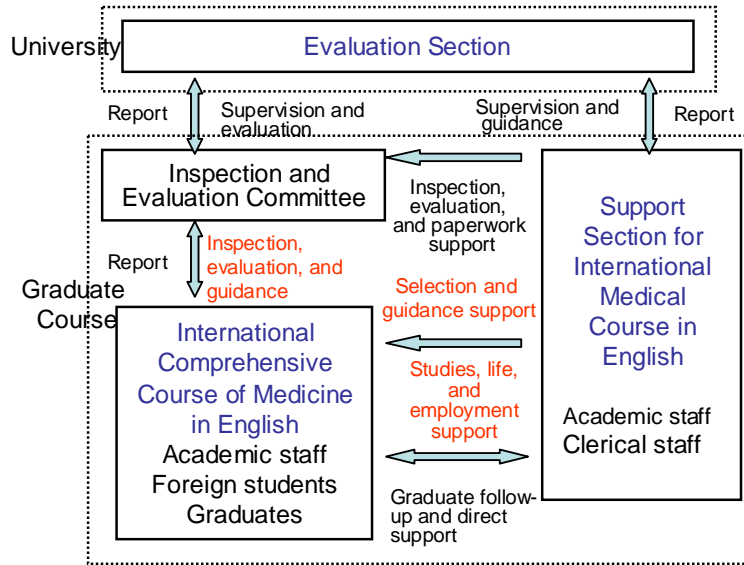 University
Evaluation Section
Report
Supervision and
evaluation
Supervision and
guidance
Report
Inspection and
Evaluation Committee
Inspection,
evaluation,
and paperwork
support
Support
Section for
International
Medical
Course in
English
Academic staff
Clerical staff
Report
Inspection,
evaluation, and
guidance
Selection and
guidance support
Graduate
Course
International
Comprehensive
Course of Medicine
in English
Academic staff
Foreign students
Graduates
Studies, life,
and
employment
support
Graduate follow-
up and direct
support